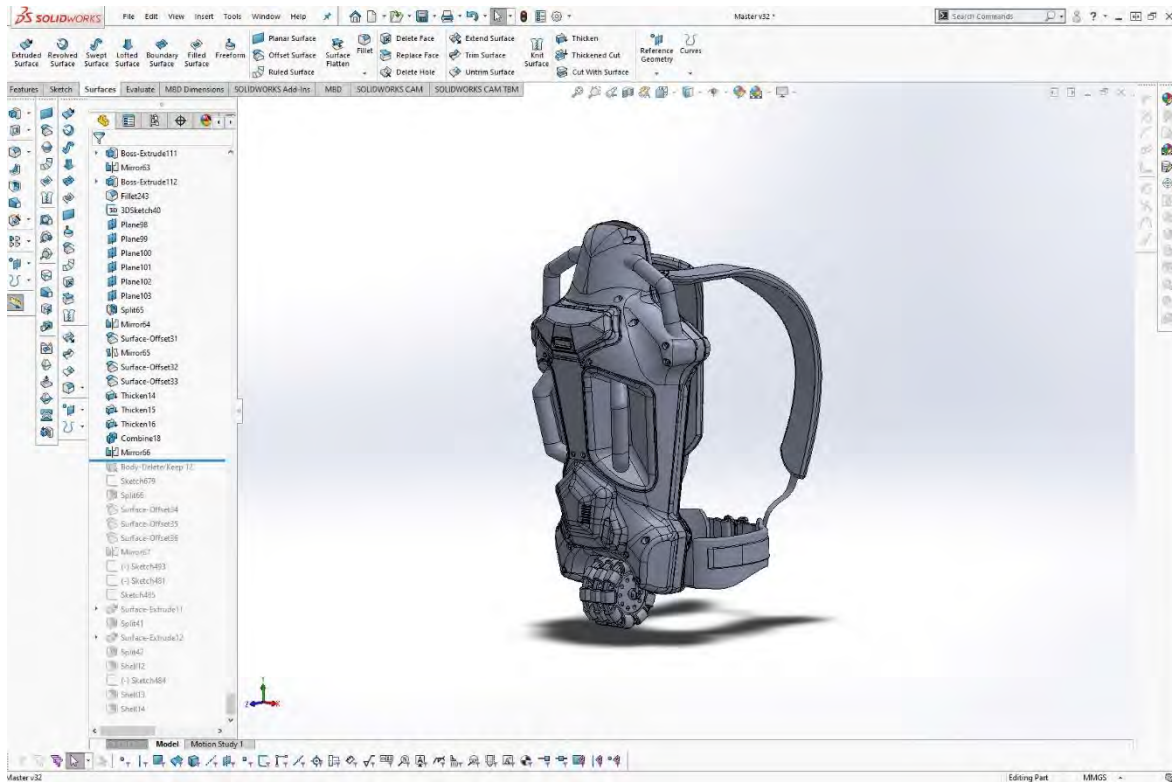 SOLIDWORKS File Edit View Insert Tools Window Help Master v32 * Search Commands
Extruded Surface Revolved Surface Swept Surface Lofted Surface Boundary Surface Filled Surface Freeform Planar Surface Offset Surface Ruled Surface Surface Flatten Fillet Delete Face Replace Face Delete Hole Extend Surface Trim Surface Untrim Surface Knit Surface Thicken Thickened Cut Cut With Surface Reference Geometry Curves
Features Sketch Surfaces Evaluate MBD Dimensions SOLIDWORKS Add-Ins MBD SOLIDWORKS CAM SOLIDWORKS CAM TBM
Boss-Extrude111
Mirror63
Boss-Extrude112
Fillet243
3DSketch40
Plane98
Plane99
Plane100
Plane101
Plane102
Plane103
Split65
Mirror64
Surface-Offset31
Mirror65
Surface-Offset32
Surface-Offset33
Thicken14
Thicken15
Thicken16
Combine18
Mirror66
Body-Delete/Keep 12
Sketch679
Split66
Surface-Offset34
Surface-Offset35
Surface-Offset36
Mirror67
(-) Sketch493
(-) Sketch481
Sketch485
Surface-Extrude11
Split41
Surface-Extrude12
Split42
Shell12
(-) Sketch484
Shell13
Shell14
Model Motion Study 1
Master v32 Editing Part MMGS